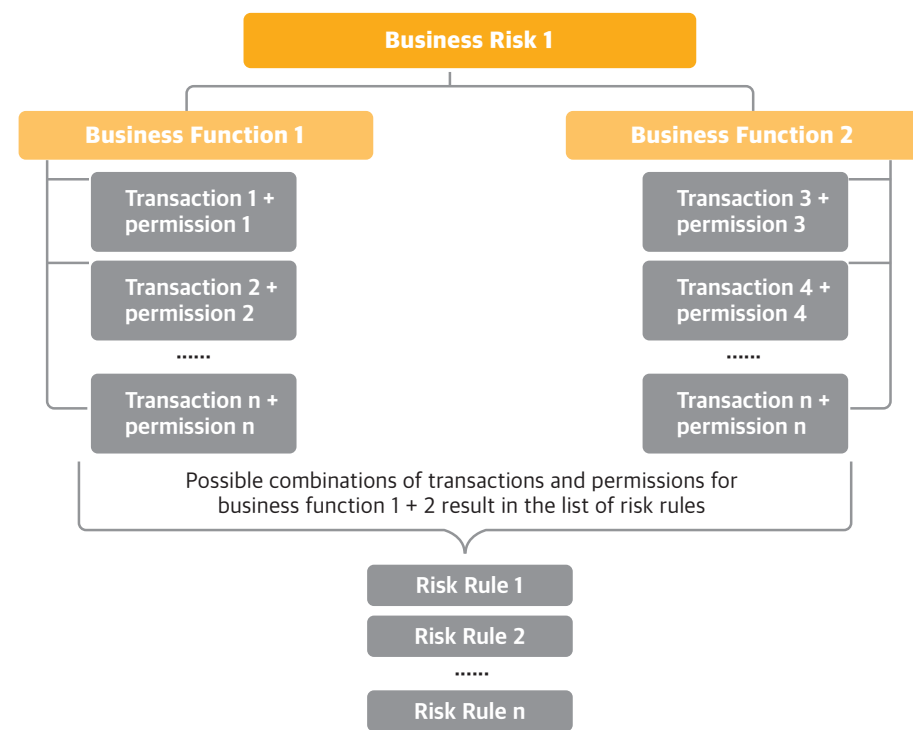 Business Risk 1
Business Function 1
Business Function 2
Transaction 1 +
permission 1
Transaction 2 +
permission 2
......
Transaction n +
permission n
Transaction 3 +
permission 3
Transaction 4 +
permission 4
......
Transaction n +
permission n
Possible combinations of transactions and permissions for
business function 1 + 2 result in the list of risk rules
Risk Rule 1
Risk Rule 2
......
Risk Rule n